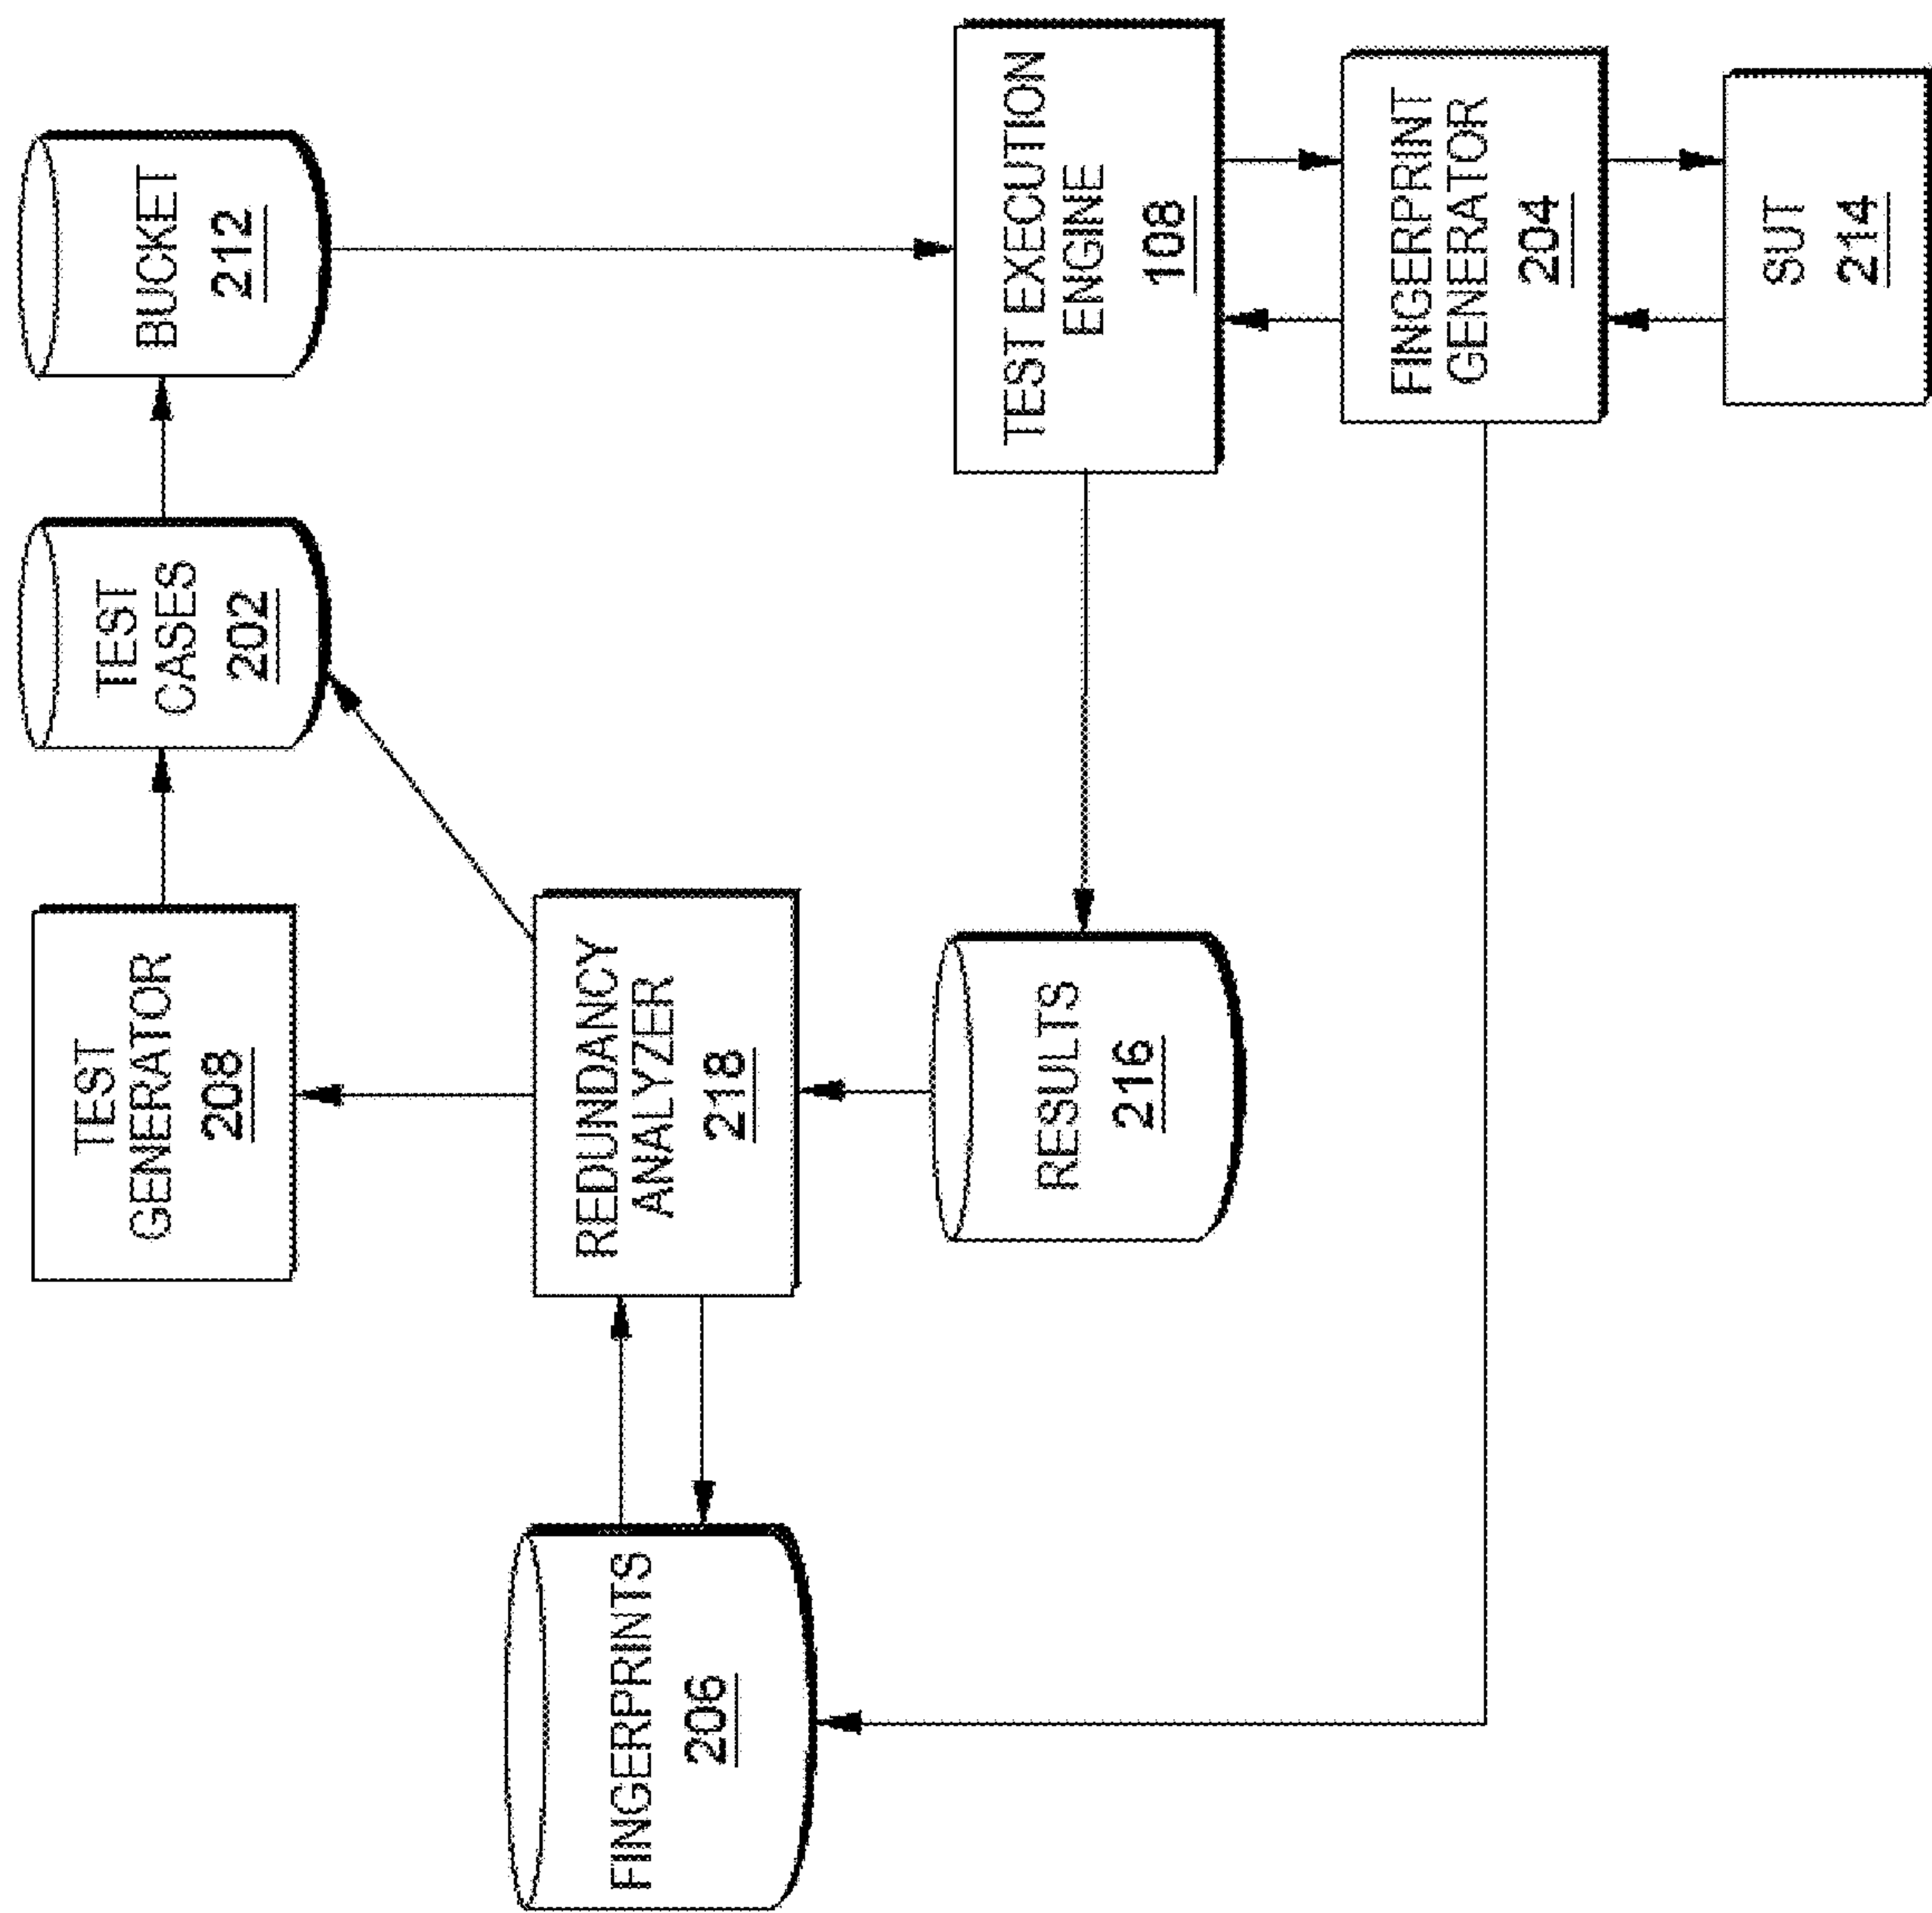 TEST
GENERATOR
208
TEST
CASES
202
BUCKET
212
FINGERPRINTS
206
REDUNDANCY
ANALYZER
218
RESULTS
216
TEST EXECUTION
ENGINE
108
FINGERPRINT
GENERATOR
204
SUT
214